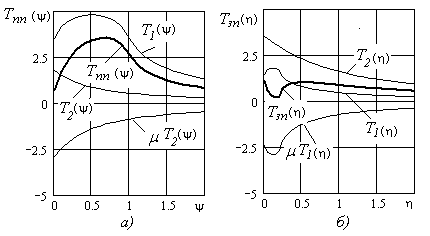 Tпп (ψ)
T1(ψ)
Tпп (ψ)
T2(ψ)
μ T2(ψ)
2.5
0
−2.5
−5
0 0.5 1 1.5 ψ
а)
Tзп(η)
T2(η)
Tзп(η)
T1(η)
μ T1(η)
2.5
0
−2.5
−5
0 0.5 1 1.5 η
б)